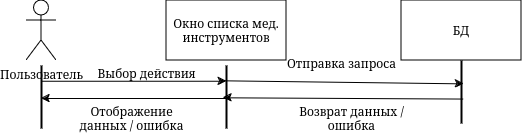 Окно списка мед.
инструментов
БД
Пользователь
Выбор действия
Отправка запроса
Отображение
данных / ошибка
Возврат данных /
ошибка